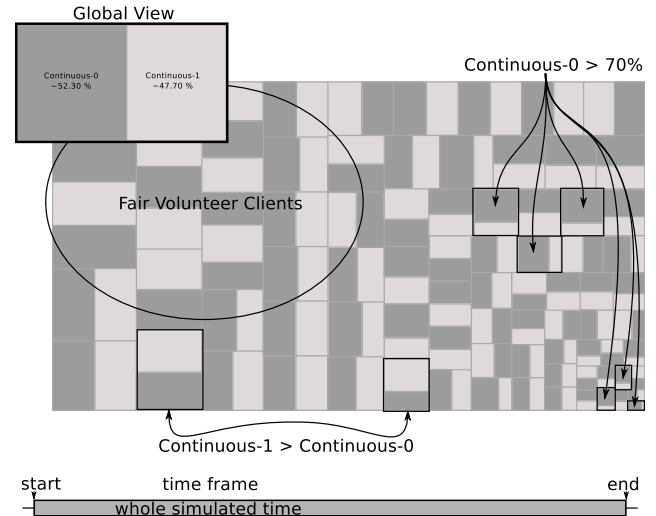 Global View
Continuous-0
~52.30 %
Continuous-1
~47.70 %
Continuous-0 > 70%
Fair Volunteer Clients
Continuous-1 > Continuous-0
start
time frame
end
whole simulated time